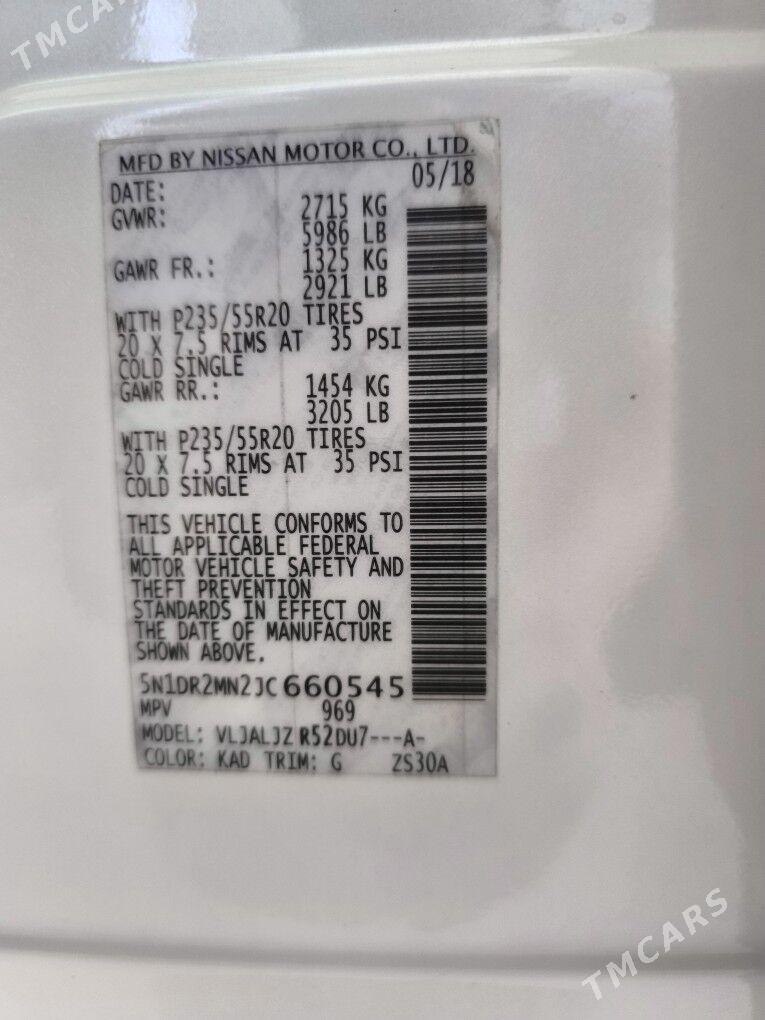 TMCARS
MFD BY NISSAN MOTOR CO., LTD.
DATE: 05/18
GVWR: 2715 KG
5986 LB
GAWR FR.: 1325 KG
2921 LB
WITH P235/55R20 TIRES
20 X 7.5 RIMS AT 35 PSI
COLD SINGLE
GAWR RR.: 1454 KG
3205 LB
WITH P235/55R20 TIRES
20 X 7.5 RIMS AT 35 PSI
COLD SINGLE
THIS VEHICLE CONFORMS TO
ALL APPLICABLE FEDERAL
MOTOR VEHICLE SAFETY AND
THEFT PREVENTION
STANDARDS IN EFFECT ON
THE DATE OF MANUFACTURE
SHOWN ABOVE.
5N1DR2MN2JC660545
MPV 969
MODEL: VLJALJZ R52DU7---A-
COLOR: KAD TRIM: G ZS30A
TMCARS